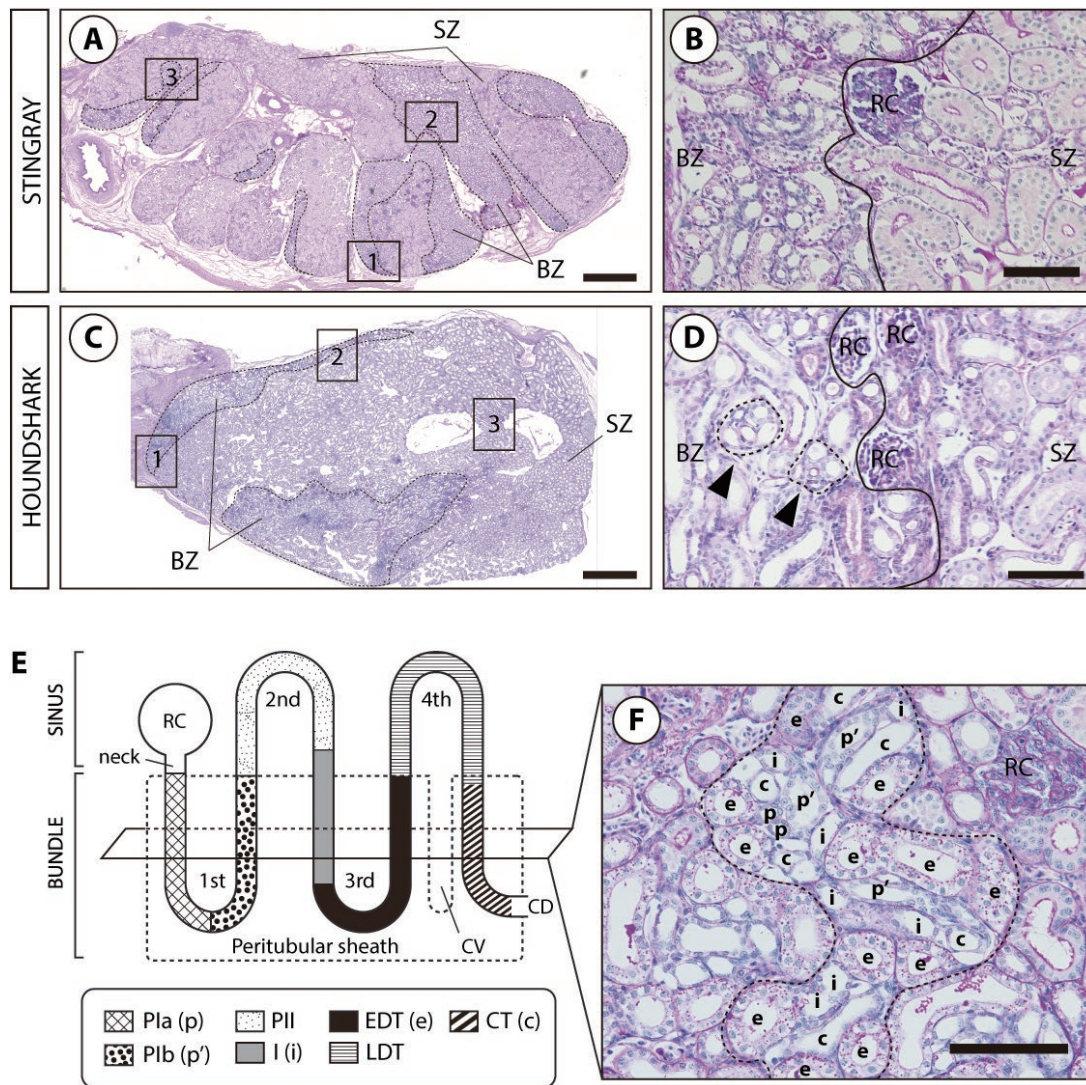 STINGRAY
A
SZ
3
2
1
BZ
B
RC
BZ
SZ
HOUNDSHARK
C
2
3
1
SZ
BZ
D
RC
RC
RC
BZ
SZ
E
SINUS
BUNDLE
RC
neck
2nd
4th
1st
3rd
Peritubular sheath
CV
CD
PIa (p)
PII
EDT (e)
CT (c)
PIb (p')
I (i)
LDT
F
c
i
e
p'
c
i
RC
c
p'
e
e
p
p
i
e
e
e
c
e
p'
i
i
c
e
e
i
i
e
c
e
e